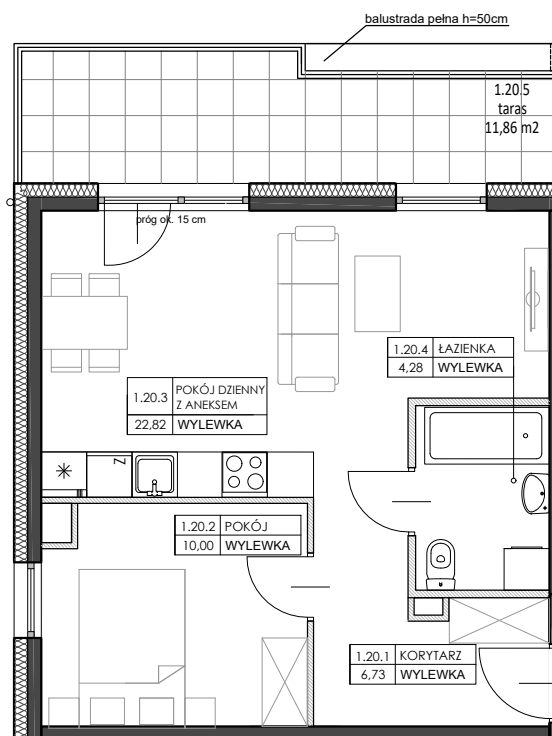 balustrada pełna h=50cm
1.20.5
taras
11,86 m2
próg ok. 15 cm
1.20.4 ŁAZIENKA
4,28 WYLEWKA
1.20.3 POKÓJ DZIENNY
Z ANEKSEM
22,82 WYLEWKA
Z
1.20.2 POKÓJ
10,00 WYLEWKA
1.20.1 KORYTARZ
6,73 WYLEWKA